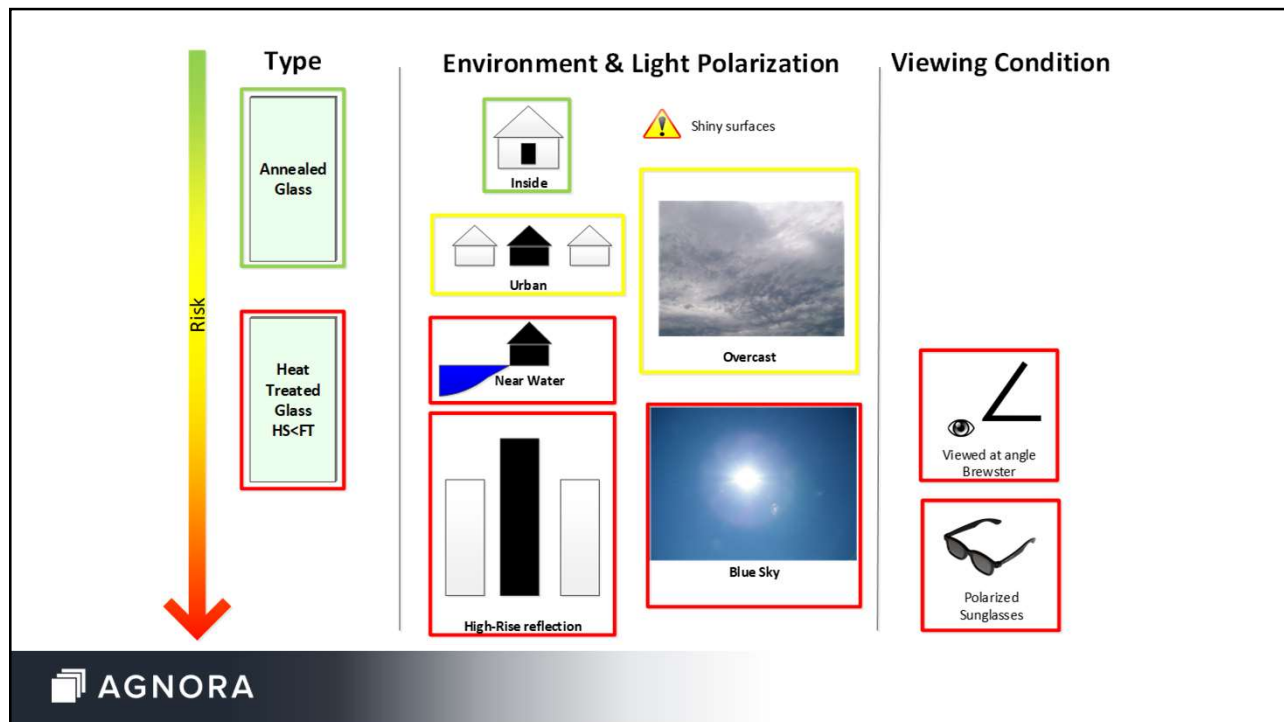 Type
Environment & Light Polarization
Viewing Condition
Risk
Annealed
Glass
Heat
Treated
Glass
HS<FT
Inside
Shiny surfaces
Urban
Overcast
Near Water
Blue Sky
High-Rise reflection
Viewed at angle
Brewster
Polarized
Sunglasses
AGNORA